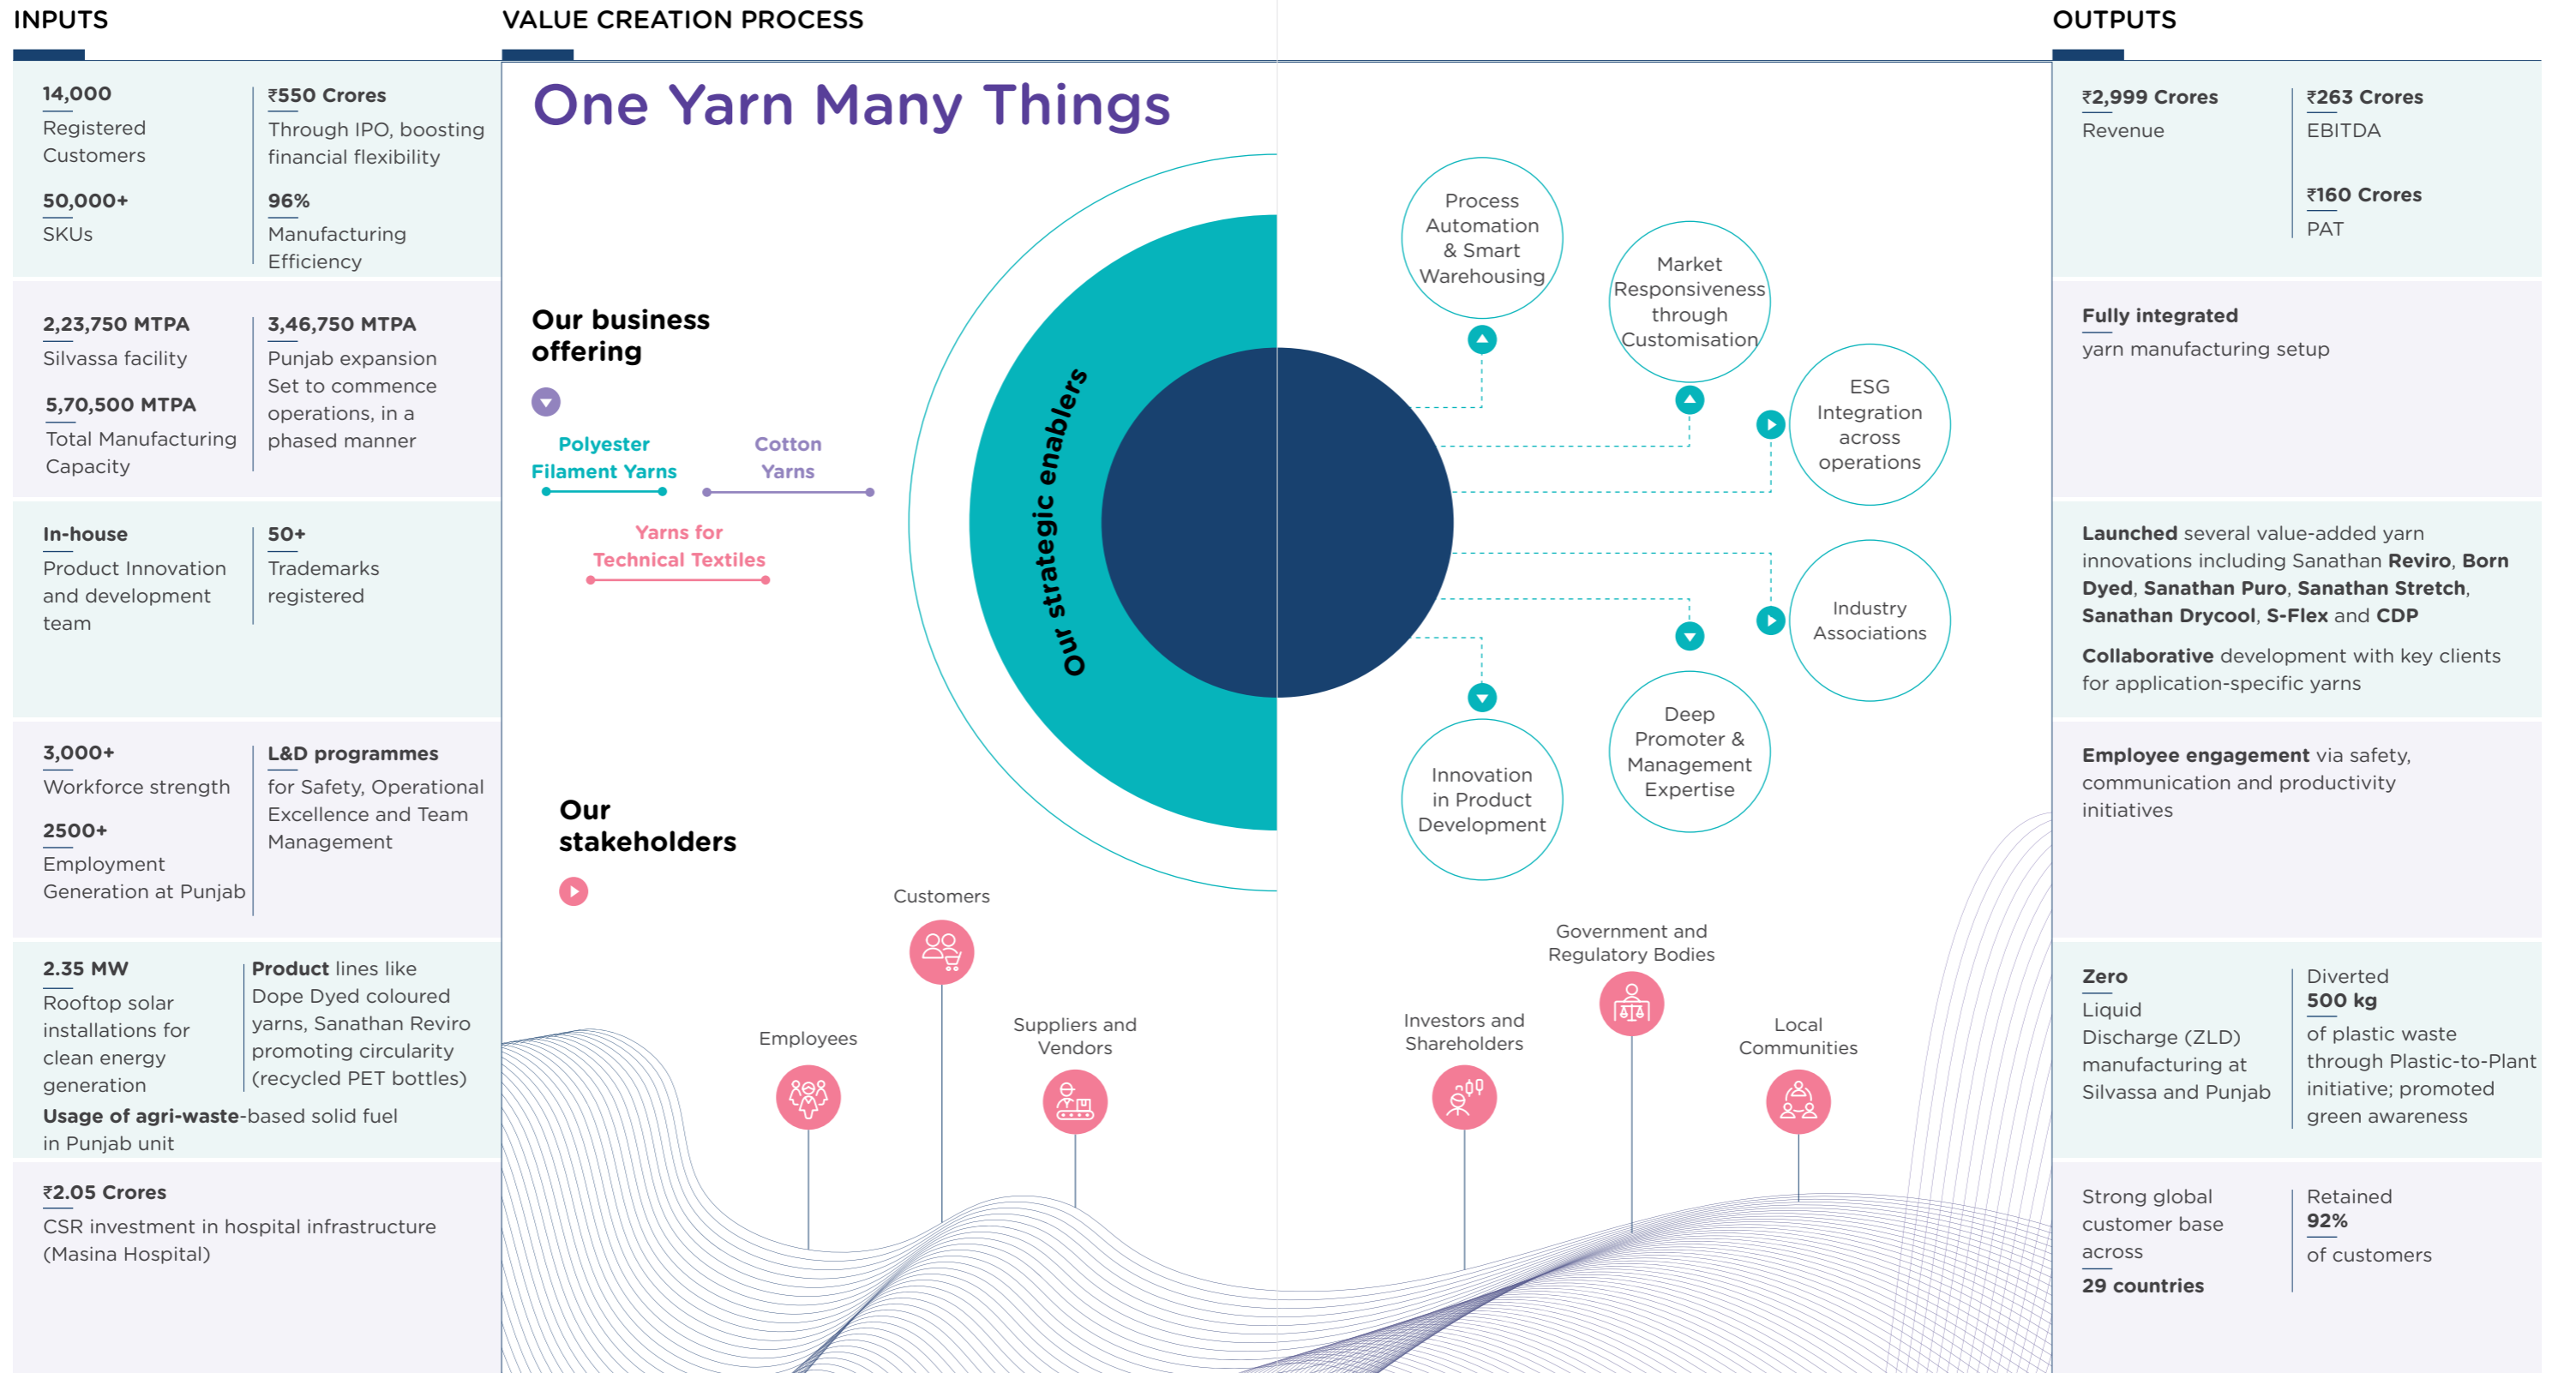 INPUTS
14,000
Registered
Customers
50,000+
SKUs
₹550 Crores
Through IPO, boosting
financial flexibility
96%
Manufacturing
Efficiency
2,23,750 MTPA
Silvassa facility
5,70,500 MTPA
Total Manufacturing
Capacity
3,46,750 MTPA
Punjab expansion
Set to commence
operations, in a
phased manner
In-house
Product Innovation
and development
team
50+
Trademarks
registered
3,000+
Workforce strength
2500+
Employment
Generation at Punjab
L&D programmes
for Safety, Operational
Excellence and Team
Management
2.35 MW
Rooftop solar
installations for
clean energy
generation
Product lines like
Dope Dyed coloured
yarns, Sanathan Reviro
promoting circularity
(recycled PET bottles)
Usage of agri-waste-based solid fuel
in Punjab unit
₹2.05 Crores
CSR investment in hospital infrastructure
(Masina Hospital)
VALUE CREATION PROCESS
One Yarn Many Things
Our business
offering
Polyester
Filament Yarns
Cotton
Yarns
Yarns for
Technical Textiles
Our strategic enablers
Process
Automation
& Smart
Warehousing
Market
Responsiveness
through
Customisation
ESG
Integration
across
operations
Industry
Associations
Deep
Promoter &
Management
Expertise
Innovation
in Product
Development
Our
stakeholders
Employees
Customers
Suppliers and
Vendors
Investors and
Shareholders
Government and
Regulatory Bodies
Local
Communities
OUTPUTS
₹2,999 Crores
Revenue
₹263 Crores
EBITDA
₹160 Crores
PAT
Fully integrated
yarn manufacturing setup
Launched several value-added yarn
innovations including Sanathan Reviro, Born
Dyed, Sanathan Puro, Sanathan Stretch,
Sanathan Drycool, S-Flex and CDP
Collaborative development with key clients
for application-specific yarns
Employee engagement via safety,
communication and productivity
initiatives
Zero
Liquid
Discharge (ZLD)
manufacturing at
Silvassa and Punjab
Diverted
500 kg
of plastic waste
through Plastic-to-Plant
initiative; promoted
green awareness
Strong global
customer base
across
29 countries
Retained
92%
of customers